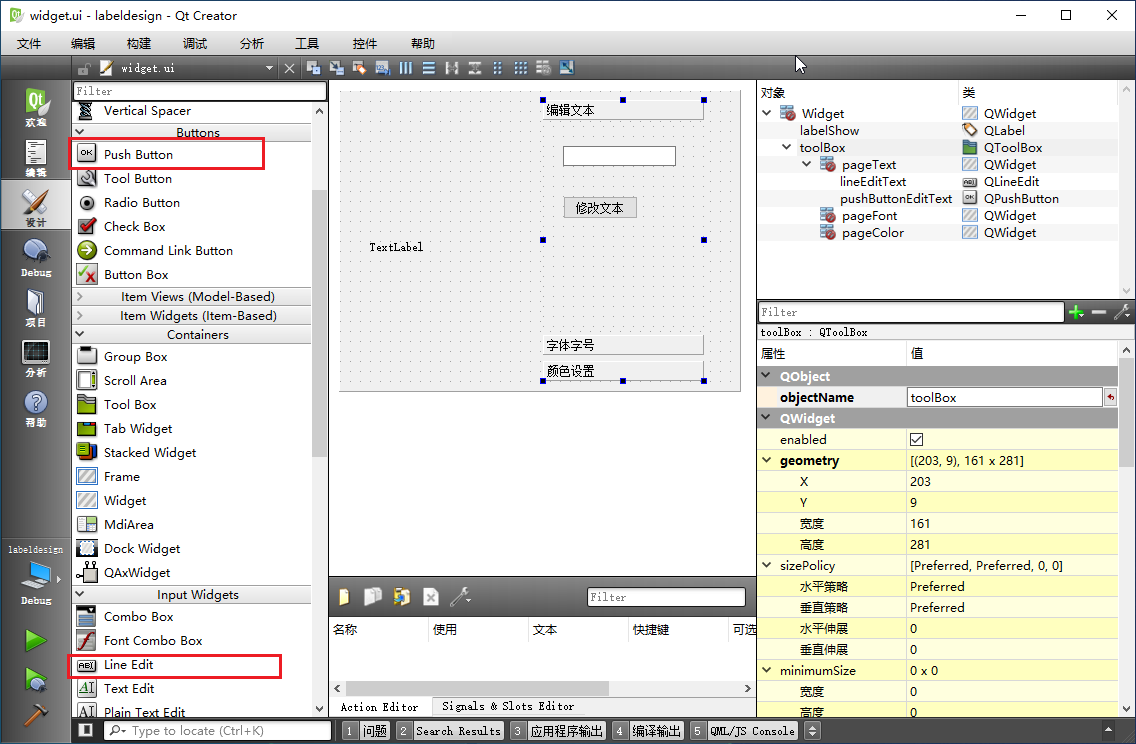 widget.ui - labeldesign - Qt Creator
文件 编辑 构建 调试 分析 工具 控件 帮助
widget.ui
Qt
欢迎
编辑
设计
Debug
项目
分析
帮助
labeldesign
Debug
Filter
Vertical Spacer
Buttons
OK Push Button
Tool Button
Radio Button
Check Box
Command Link Button
Button Box
Item Views (Model-Based)
Item Widgets (Item-Based)
Containers
Group Box
Scroll Area
Tool Box
Tab Widget
Stacked Widget
Frame
Widget
MdiArea
Dock Widget
QAxWidget
Input Widgets
Combo Box
Font Combo Box
ABI Line Edit
AI Text Edit
AI Plain Text Edit
编辑文本
修改文本
TextLabel
字体字号
颜色设置
Filter
名称 使用 文本 快捷键 可选
Action Editor Signals & Slots Editor
对象 类
Widget QWidget
labelShow QLabel
toolBox QToolBox
pageText QWidget
lineEditText ABI QLineEdit
pushButtonEditText OK QPushButton
pageFont QWidget
pageColor QWidget
Filter
toolBox : QToolBox
属性 值
QObject
objectName toolBox
QWidget
enabled
geometry [(203, 9), 161 x 281]
X 203
Y 9
宽度 161
高度 281
sizePolicy [Preferred, Preferred, 0, 0]
水平策略 Preferred
垂直策略 Preferred
水平伸展 0
垂直伸展 0
minimumSize 0 x 0
宽度 0
高度 0
Type to locate (Ctrl+K) 1 问题 2 Search Results 3 应用程序输出 4 编译输出 5 QML/JS Console